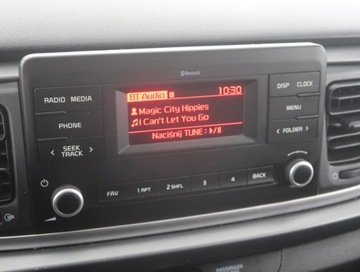 Bluetooth
BT Audio 10:30
RADIO MEDIA
DISP CLOCK
Magic City Hippies
MENU
I Can't Let You Go
PHONE
Naciśnij TUNE : ▷/II
< FOLDER >
SEEK
TRACK
FAV 1 RPT 2 SHFL 3 4 BACK
PASSENGER